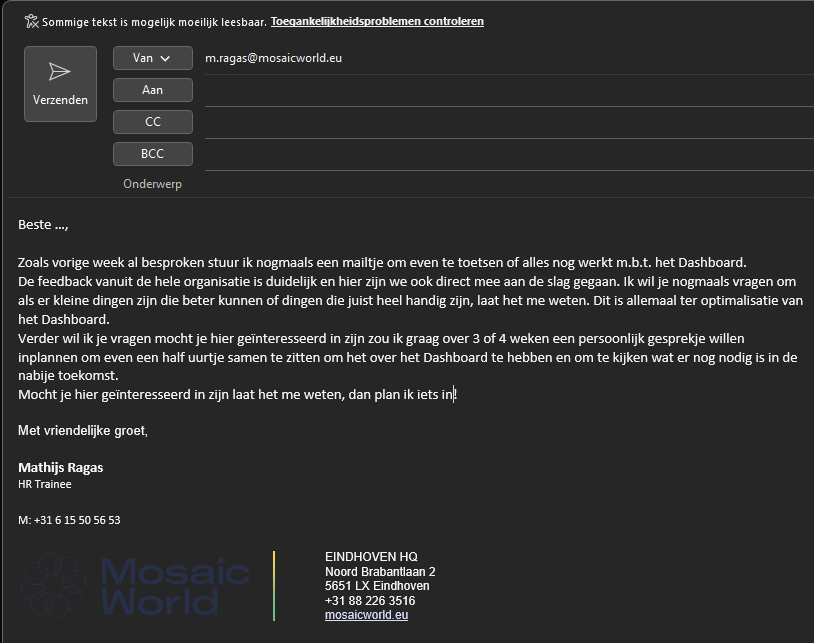 Sommige tekst is mogelijk moeilijk leesbaar. Toegankelijkheidsproblemen controleren
Verzenden
Van
m.ragas@mosaicworld.eu
Aan
CC
BCC
Onderwerp
Beste ...,
Zoals vorige week al besproken stuur ik nogmaals een mailtje om even te toetsen of alles nog werkt m.b.t. het Dashboard.
De feedback vanuit de hele organisatie is duidelijk en hier zijn we ook direct mee aan de slag gegaan. Ik wil je nogmaals vragen om
als er kleine dingen zijn die beter kunnen of dingen die juist heel handig zijn, laat het me weten. Dit is allemaal ter optimalisatie van
het Dashboard.
Verder wil ik je vragen mocht je hier geïnteresseerd in zijn zou ik graag over 3 of 4 weken een persoonlijk gesprekje willen
inplannen om even een half uurtje samen te zitten om het over het Dashboard te hebben en om te kijken wat er nog nodig is in de
nabije toekomst.
Mocht je hier geïnteresseerd in zijn laat het me weten, dan plan ik iets in!
Met vriendelijke groet,
Mathijs Ragas
HR Trainee
M: +31 6 15 50 56 53
Mosaic
World
EINDHOVEN HQ
Noord Brabantlaan 2
5651 LX Eindhoven
+31 88 226 3516
mosaicworld.eu